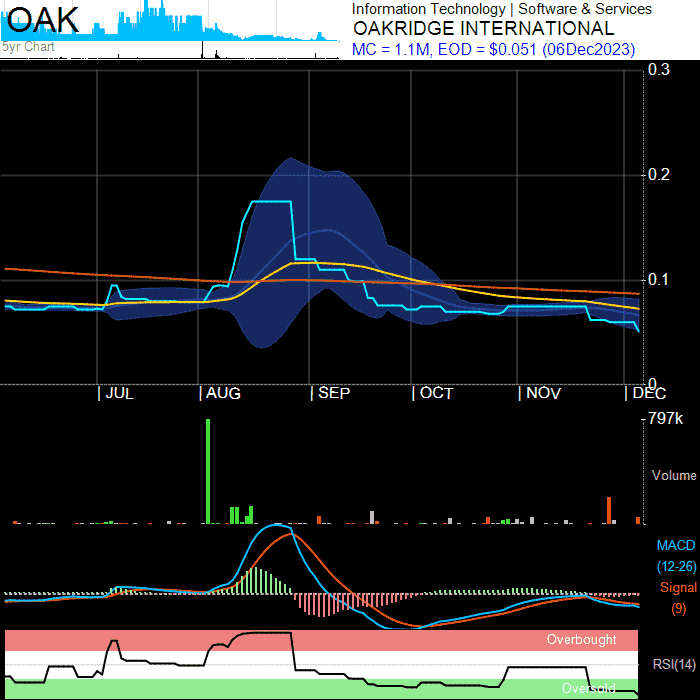 OAK
5yr Chart
Information Technology | Software & Services
OAKRIDGE INTERNATIONAL
MC = 1.1M, EOD = $0.051 (06Dec2023)
0.3
0.2
0.1
0
| JUL
| AUG
| SEP
| OCT
| NOV
| DEC
797k
Volume
MACD
(12-26)
Signal
(9)
Overbought
RSI(14)
Oversold